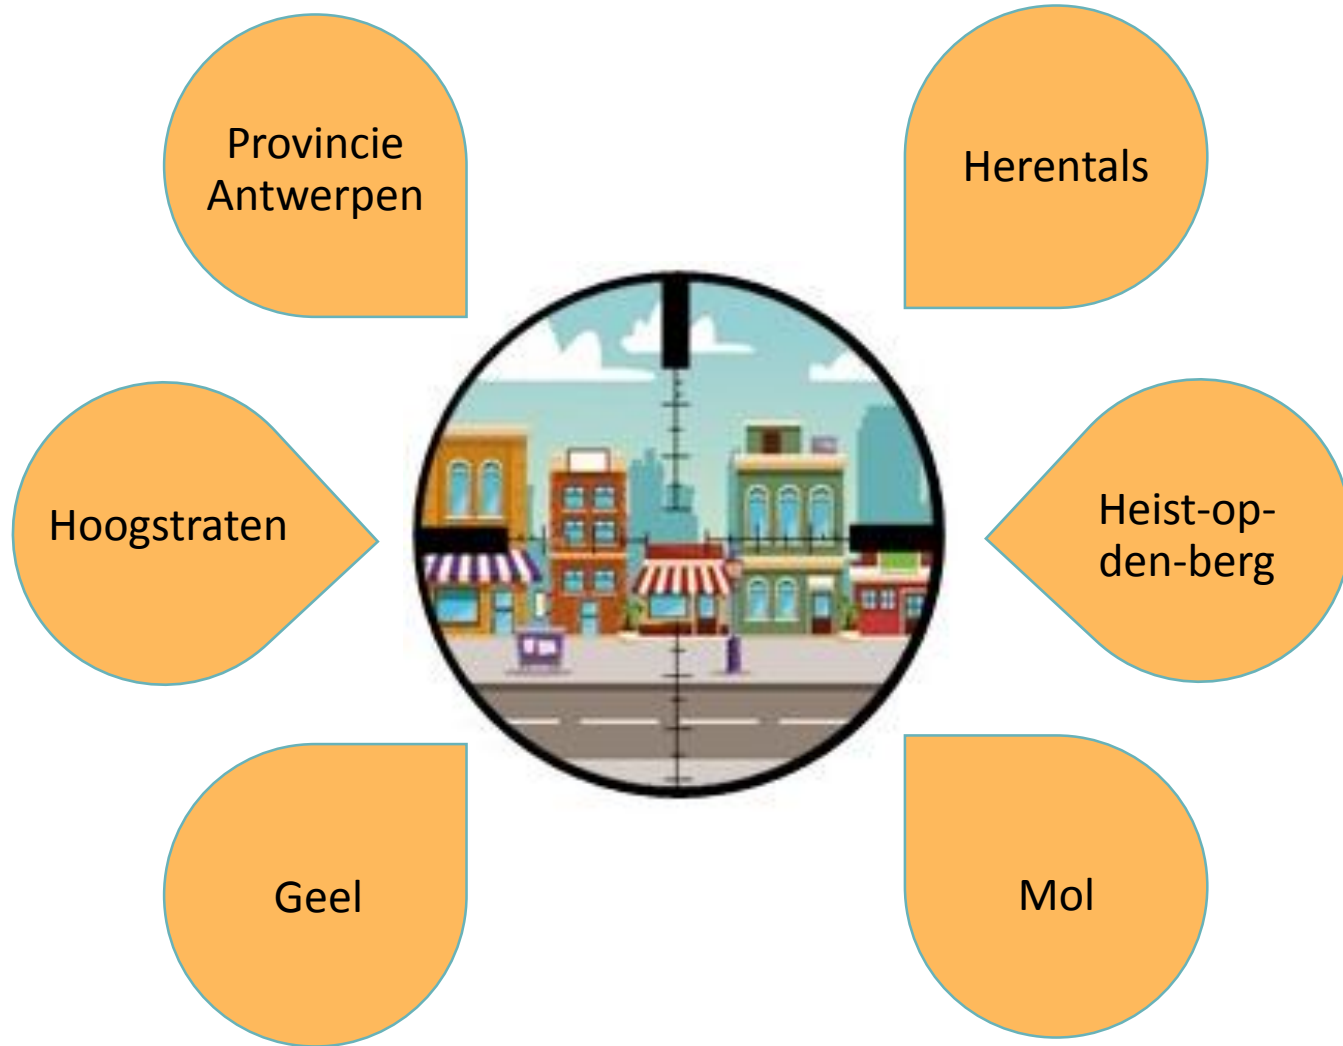 Provincie
Antwerpen
Herentals
Hoogstraten
Heist-op-
den-berg
Geel
Mol